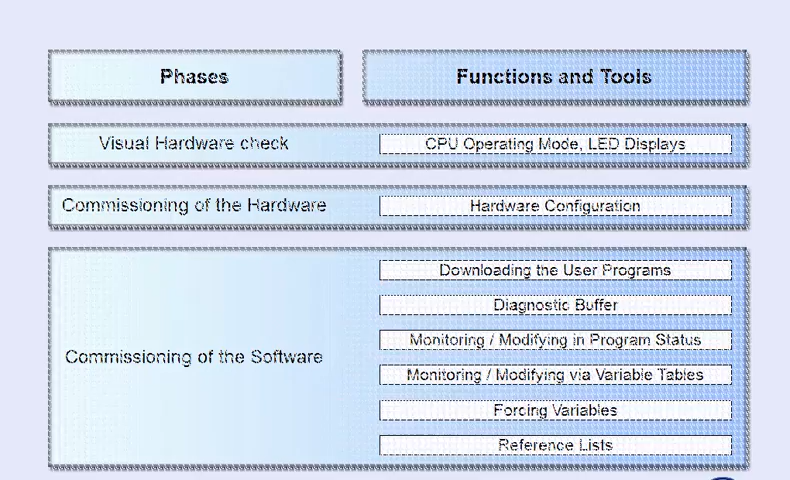 Phases
Functions and Tools
Visual Hardware check
CPU Operating Mode, LED Displays
Commissioning of the Hardware
Hardware Configuration
Commissioning of the Software
Downloading the User Programs
Diagnostic Buffer
Monitoring / Modifying in Program Status
Monitoring / Modifying via Variable Tables
Forcing Variables
Reference Lists